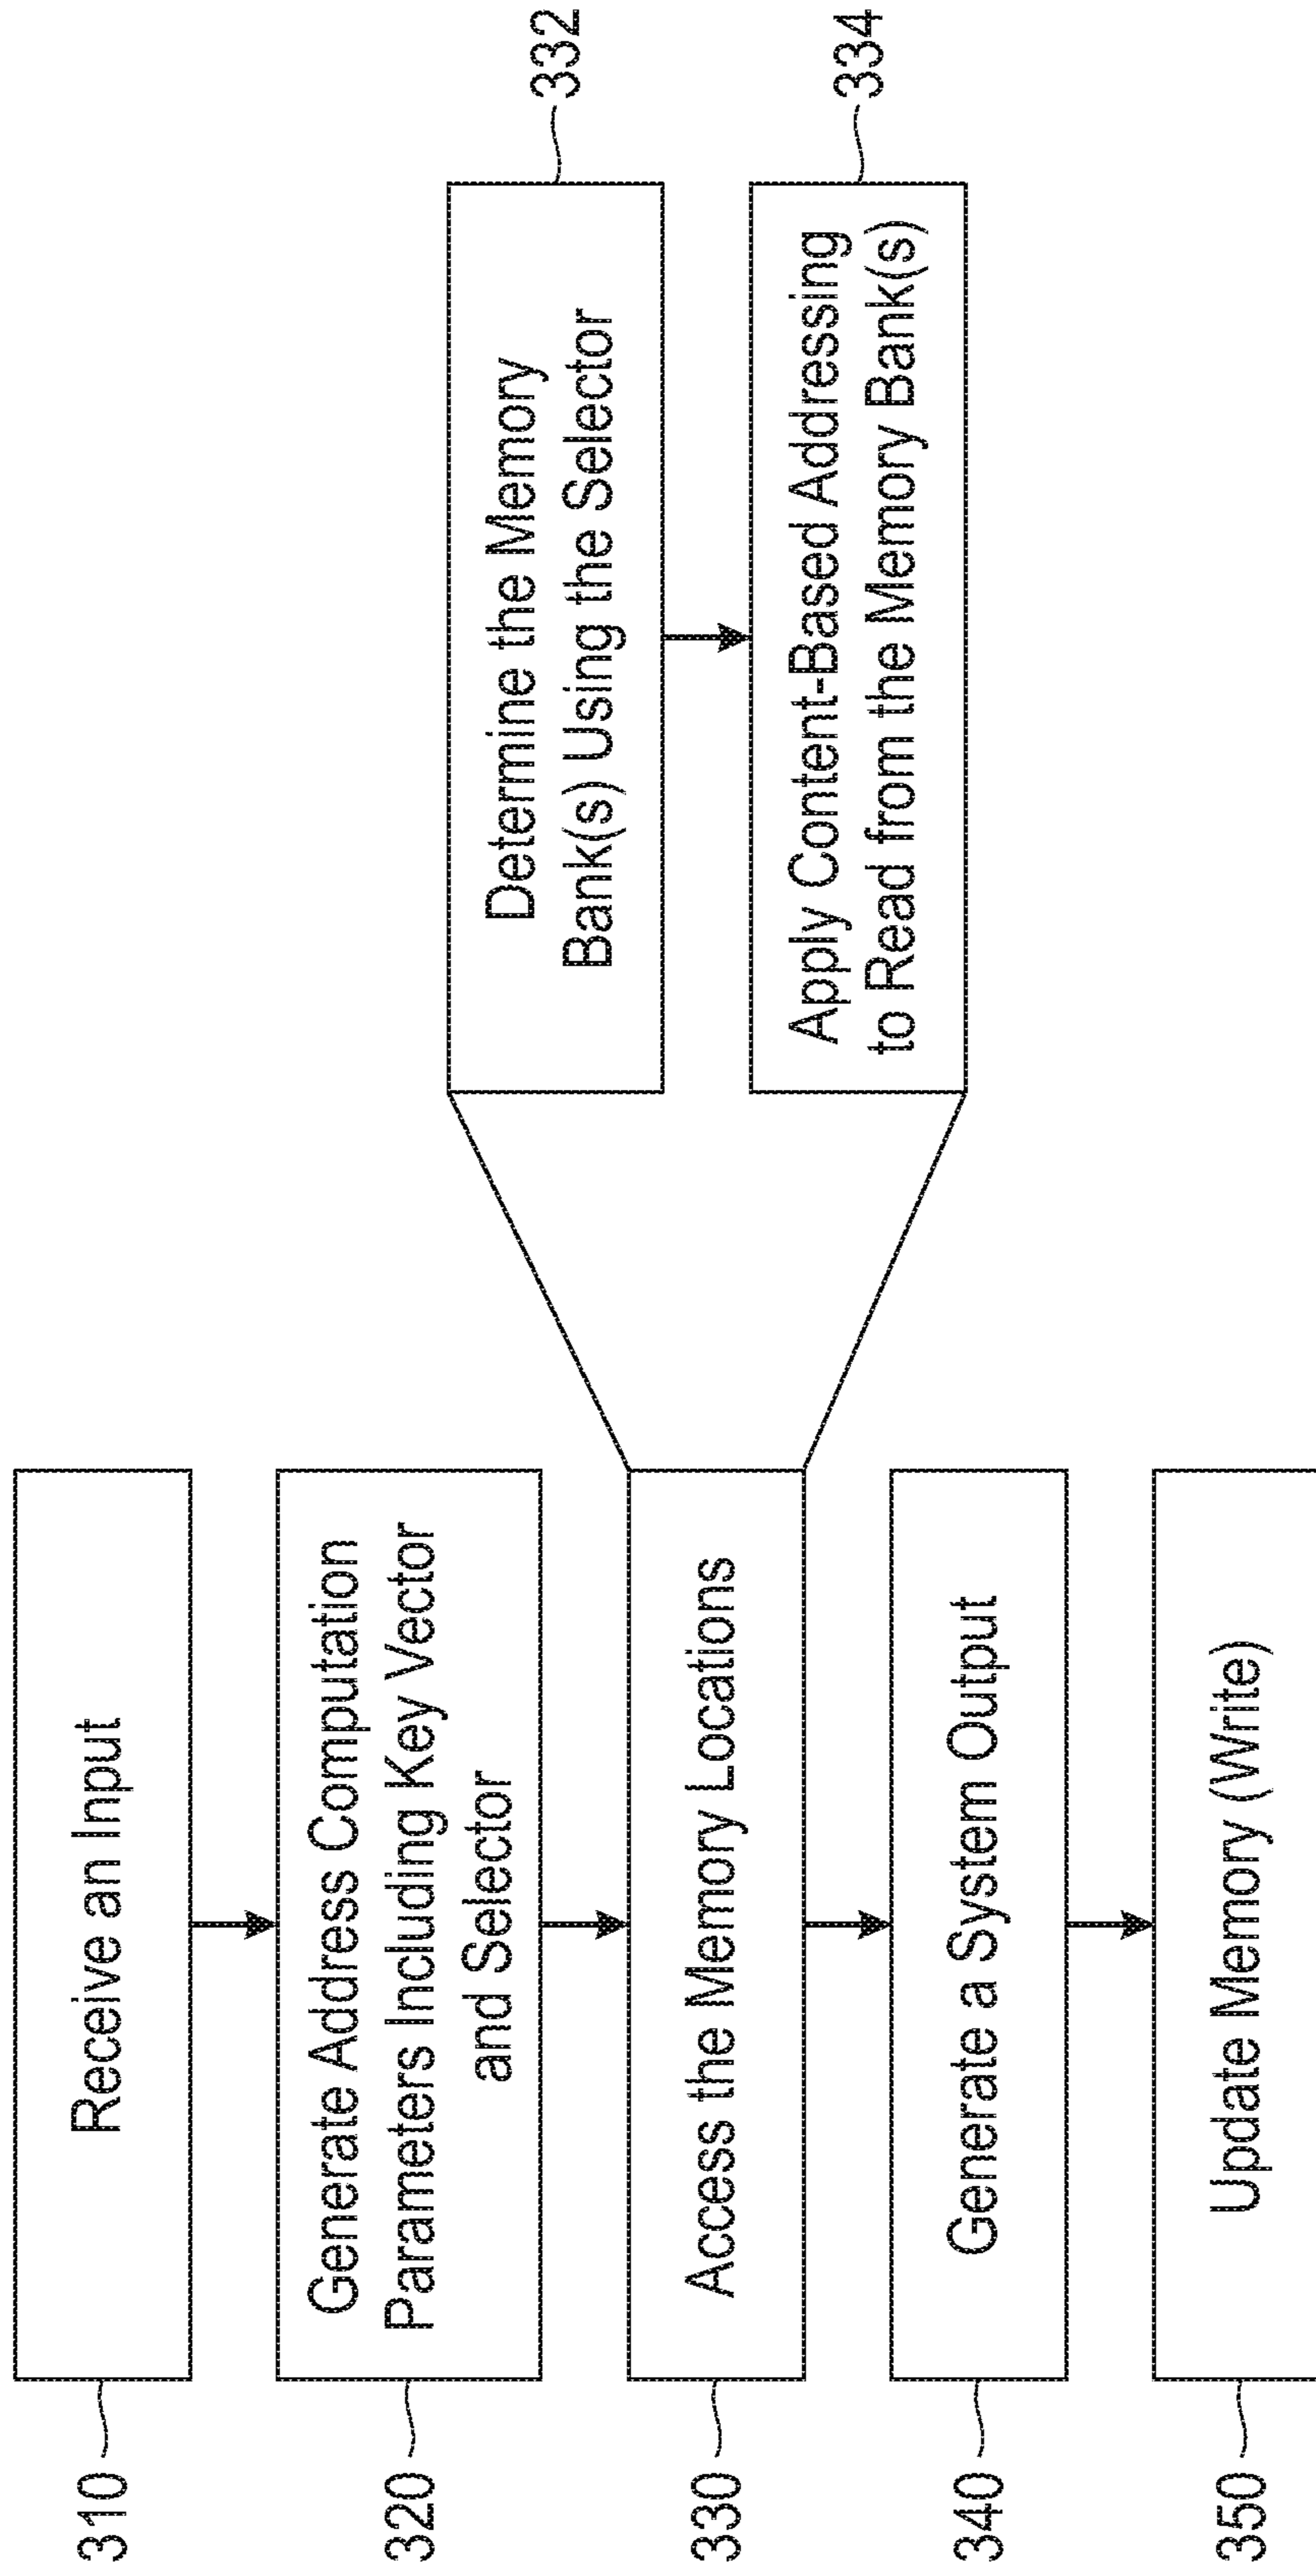 310
Receive an Input
320
Generate Address Computation
Parameters Including Key Vector
and Selector
330
Access the Memory Locations
332
Determine the Memory
Bank(s) Using the Selector
334
Apply Content-Based Addressing
to Read from the Memory Bank(s)
340
Generate a System Output
350
Update Memory (Write)